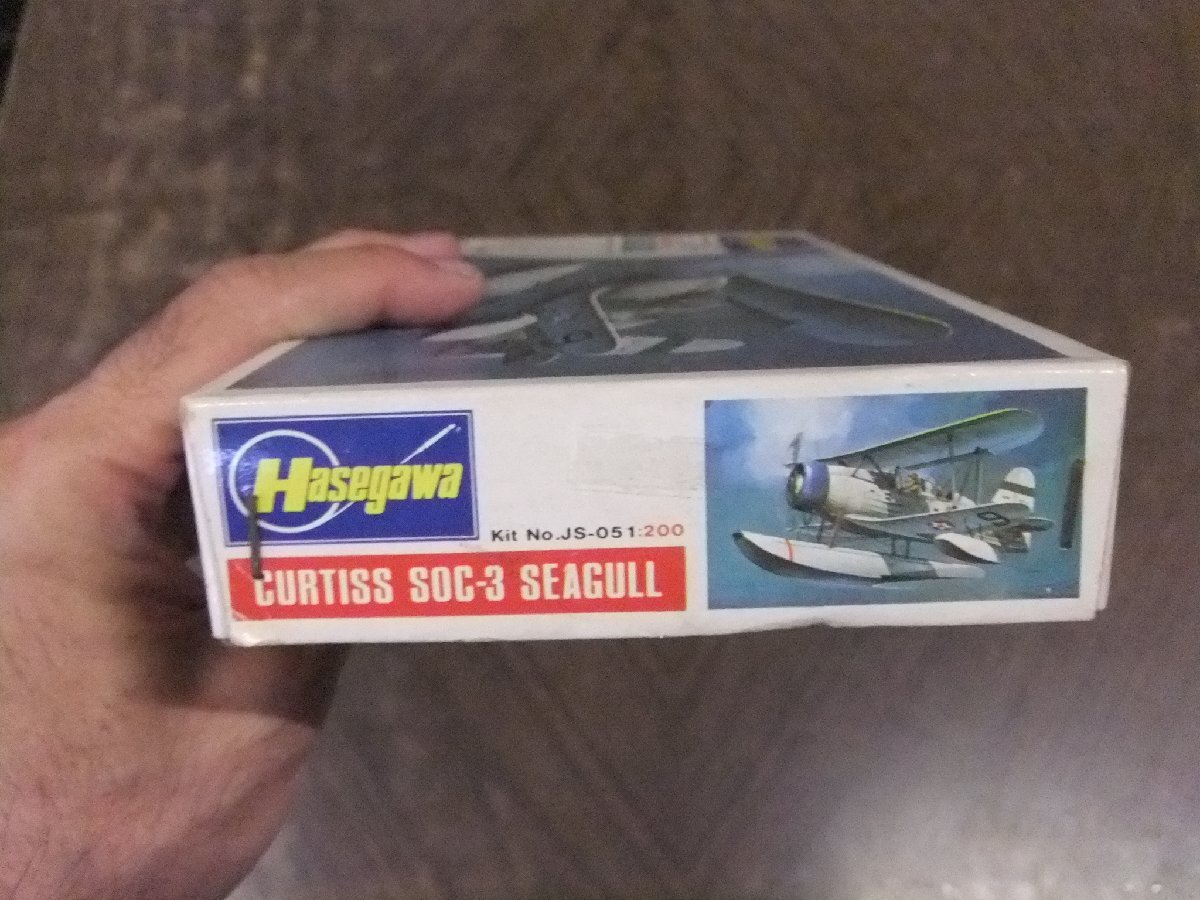 Hasegawa
Kit No.JS-051:200
CURTISS SOC-3 SEAGULL